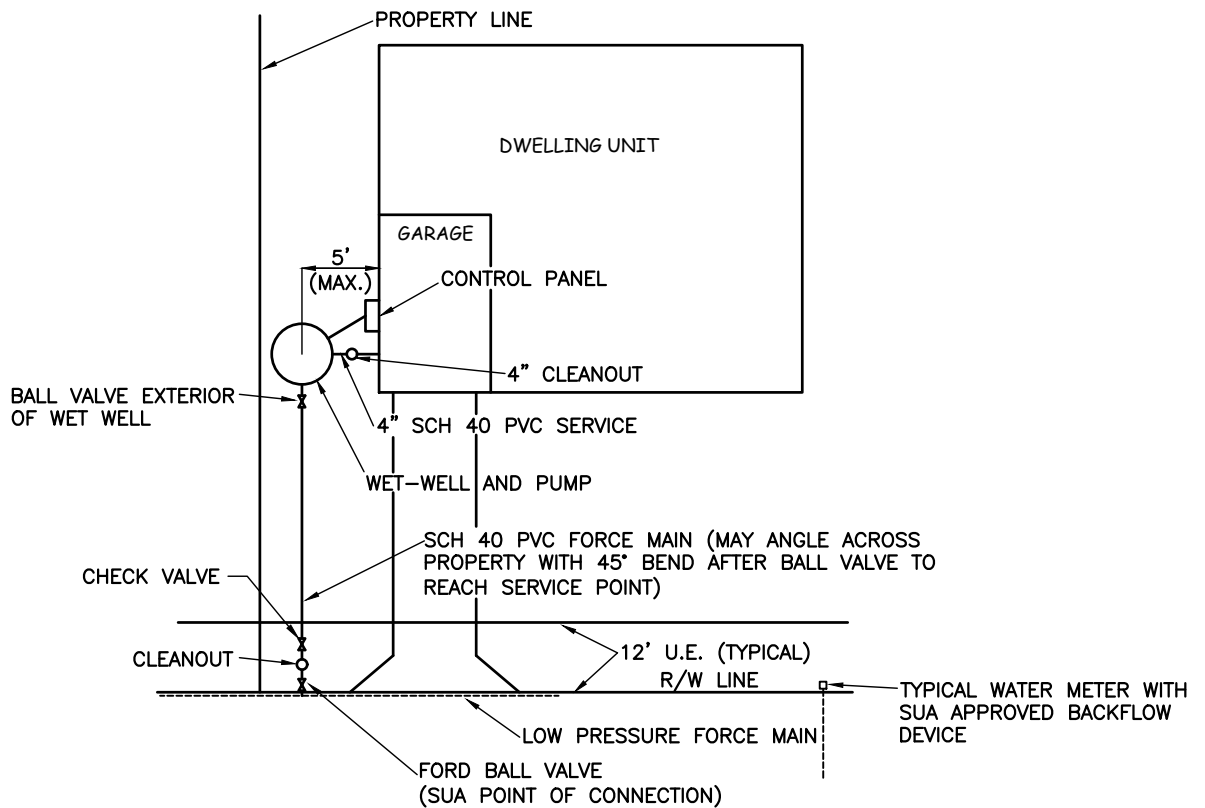 PROPERTY LINE
DWELLING UNIT
GARAGE
5'
(MAX.)
CONTROL PANEL
4" CLEANOUT
BALL VALVE EXTERIOR
OF WET WELL
4" SCH 40 PVC SERVICE
WET-WELL AND PUMP
SCH 40 PVC FORCE MAIN (MAY ANGLE ACROSS
PROPERTY WITH 45° BEND AFTER BALL VALVE TO
REACH SERVICE POINT)
CHECK VALVE
CLEANOUT
12' U.E. (TYPICAL)
R/W LINE
TYPICAL WATER METER WITH
SUA APPROVED BACKFLOW
DEVICE
LOW PRESSURE FORCE MAIN
FORD BALL VALVE
(SUA POINT OF CONNECTION)